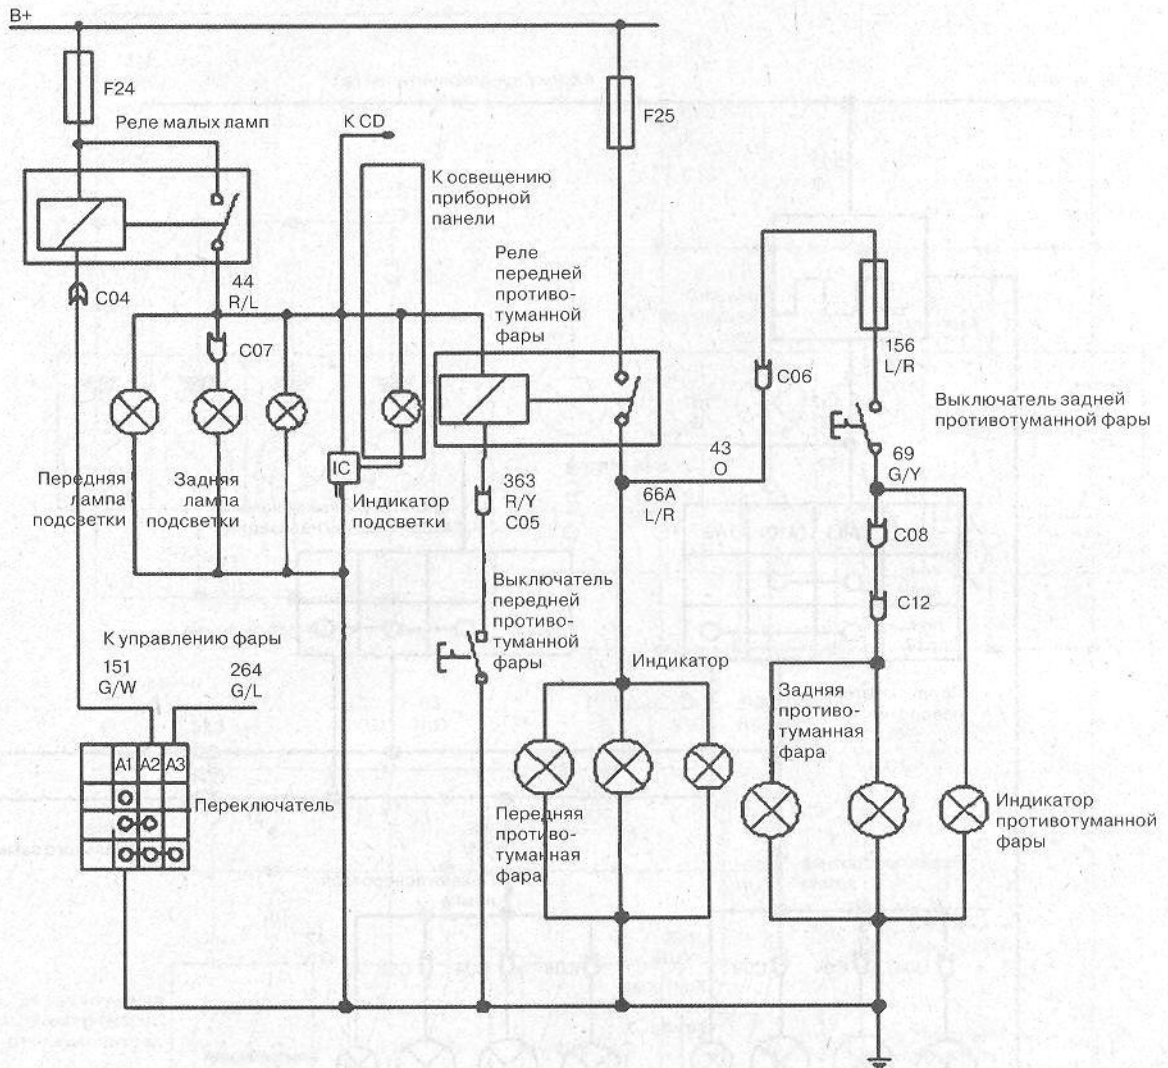 B+
F24
Реле малых ламп
К CD
F25
К освещению
приборной
панели
Реле
передней
противо-
туманной
фары
44
R/L
C04
C07
156
L/R
C06
Выключатель задней
противотуманной фары
43
O
69
G/Y
IC
Передняя
лампа
подсветки
Задняя
лампа
подсветки
Индикатор
подсветки
363
R/Y
C05
66A
L/R
C08
C12
Выключатель
передней
противо-
туманной
фары
К управлению фары
151
G/W
264
G/L
Индикатор
Задняя
противо-
туманная
фара
A1 A2 A3
Переключатель
Передняя
противо-
туманная
фара
Индикатор
противотуманной
фары